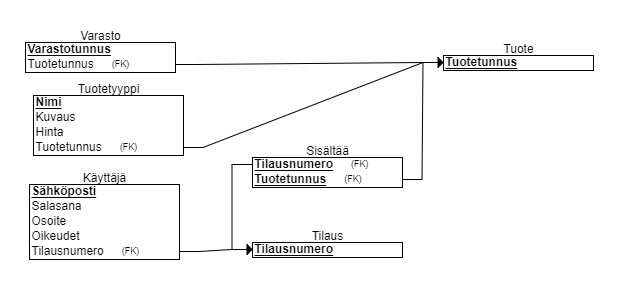 Varasto
Varastotunnus
Tuotetunnus (FK)
Tuote
Tuotetunnus
Tuotetyyppi
Nimi
Kuvaus
Hinta
Tuotetunnus (FK)
Sisältää
Tilausnumero (FK)
Tuotetunnus (FK)
Käyttäjä
Sähköposti
Salasana
Osoite
Oikeudet
Tilausnumero (FK)
Tilaus
Tilausnumero